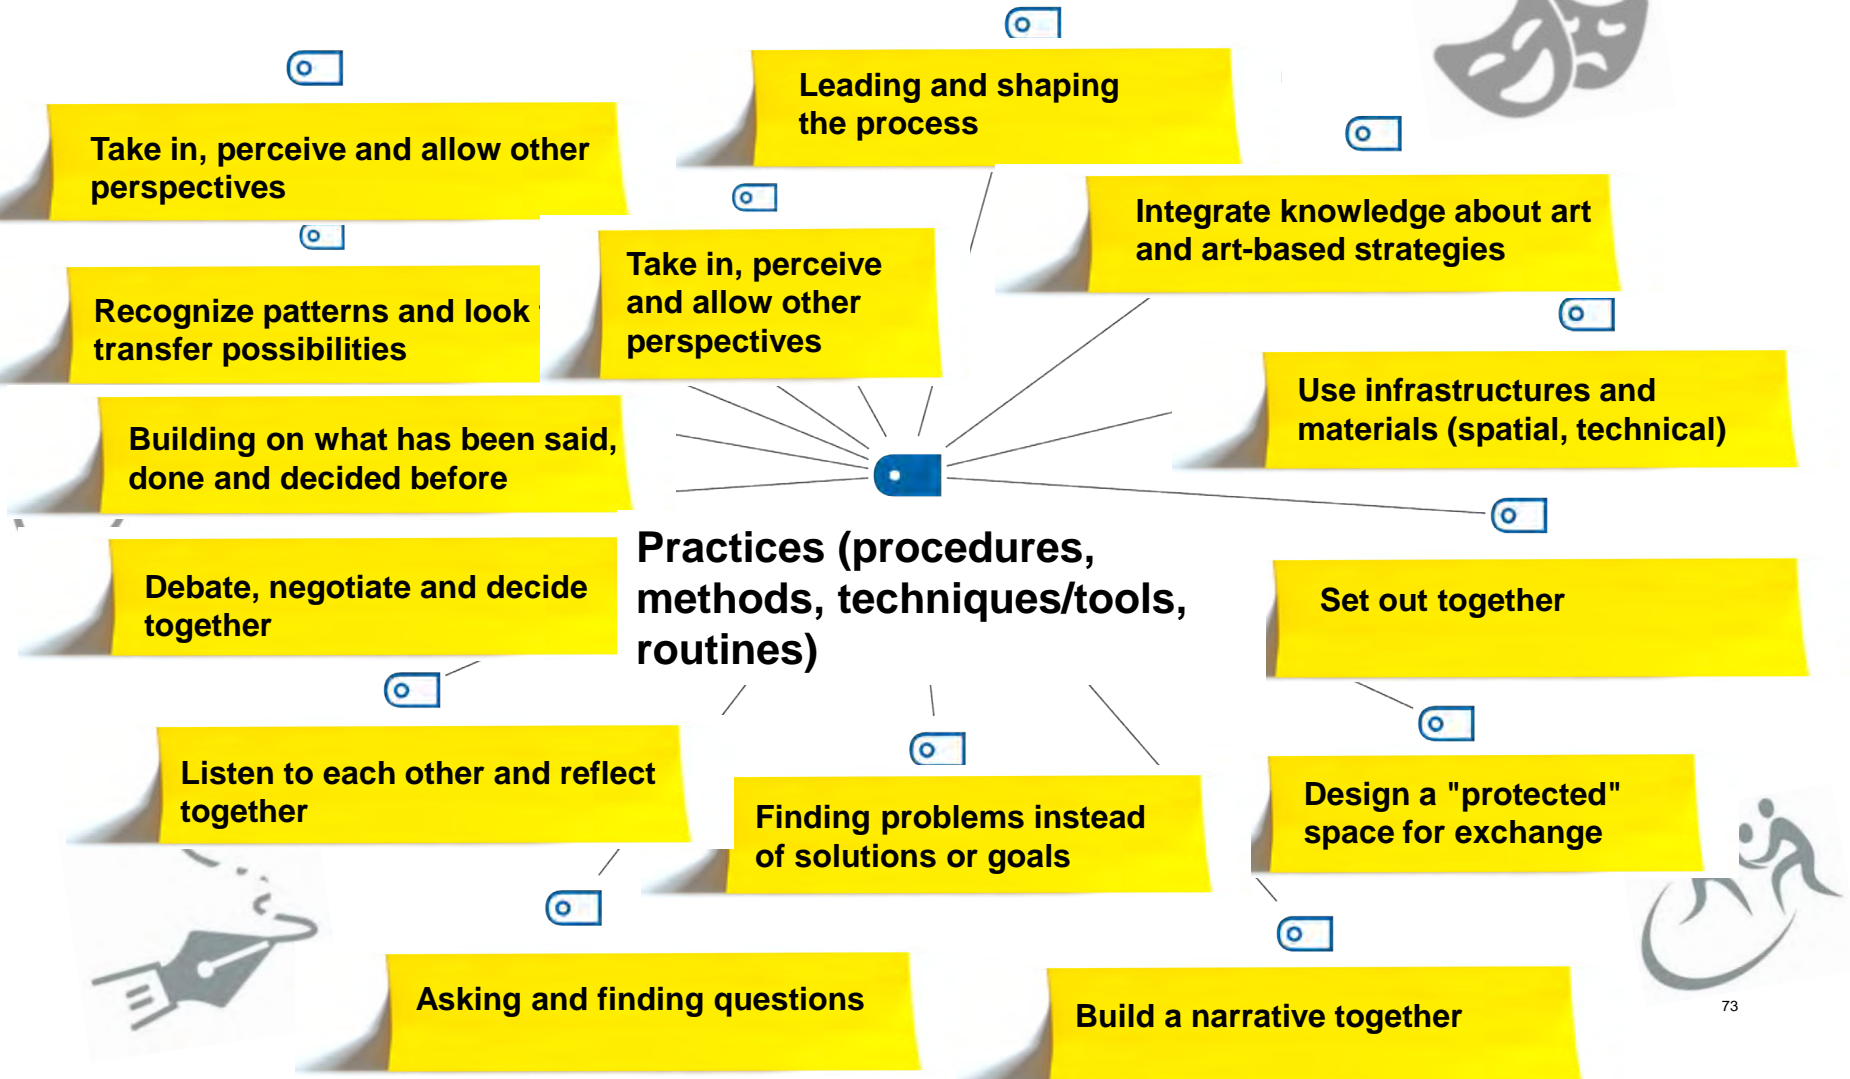 Leading and shaping
the process
Take in, perceive and allow other
perspectives
Integrate knowledge about art
and art-based strategies
Take in, perceive
and allow other
perspectives
Recognize patterns and look
transfer possibilities
Use infrastructures and
materials (spatial, technical)
Building on what has been said,
done and decided before
Practices (procedures,
methods, techniques/tools,
routines)
Debate, negotiate and decide
together
Set out together
Listen to each other and reflect
together
Finding problems instead
of solutions or goals
Design a "protected"
space for exchange
Asking and finding questions
Build a narrative together
73